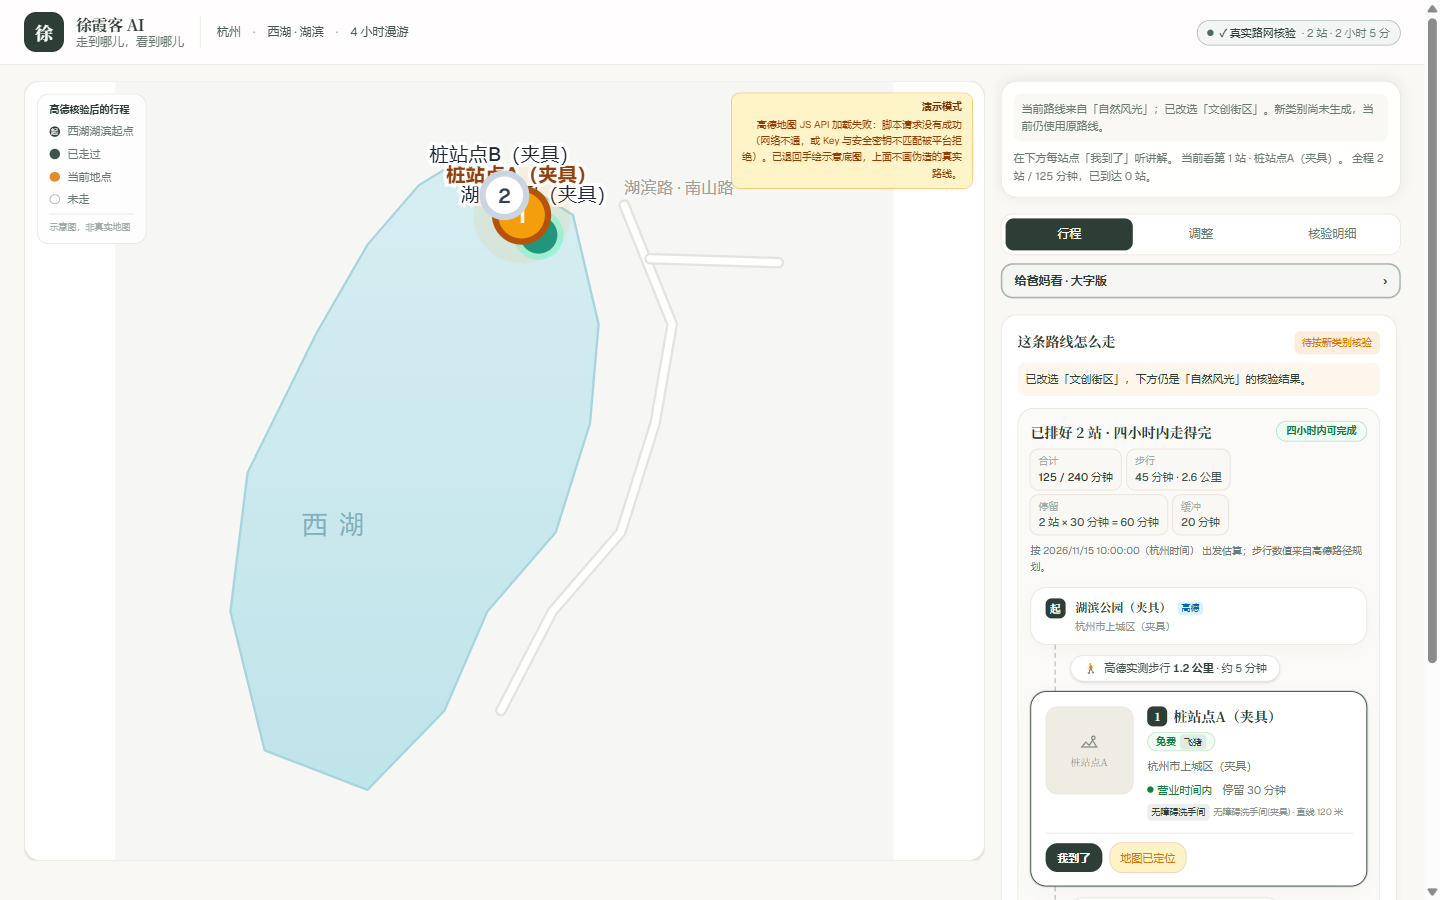 徐
徐霞客 AI
走到哪儿，看到哪儿
杭州 · 西湖·湖滨 · 4 小时漫游
✓ 真实路网核验 · 2 站 · 2 小时 5 分
高德核验后的行程
起 西湖湖滨起点
已走过
当前地点
未走
示意图，非真实地图
演示模式
高德地图 JS API 加载失败：脚本请求没有成功
（网络不通，或 Key 与安全密钥不匹配被平台拒
绝）。已退回手绘示意底图，上面不画伪造的真实
路线。
桩站点B（夹具）
桩站点A（夹具）
湖
（夹具）
2
1
湖滨路 · 南山路
西 湖
当前路线来自「自然风光」；已改选「文创街区」。新类别尚未生成，当
前仍使用原路线。
在下方每站点「我到了」听讲解。 当前看第 1 站 · 桩站点A（夹具）。 全程 2
站 / 125 分钟，已到达 0 站。
行程
调整
核验明细
给爸妈看 · 大字版 ›
这条路线怎么走
待按新类别核验
已改选「文创街区」，下方仍是「自然风光」的核验结果。
已排好 2 站 · 四小时内走得完
四小时内可完成
合计
125 / 240 分钟
步行
45 分钟 · 2.6 公里
停留
2 站 × 30 分钟 = 60 分钟
缓冲
20 分钟
按 2026/11/15 10:00:00（杭州时间） 出发估算；步行数值来自高德路径规
划。
起 湖滨公园（夹具） 高德
杭州市上城区（夹具）
高德实测步行 1.2 公里 · 约 5 分钟
桩站点A
1 桩站点A（夹具）
免费 飞猪
杭州市上城区（夹具）
营业时间内 停留 30 分钟
无障碍洗手间 无障碍洗手间(夹具) · 直线 120 米
我到了
地图已定位